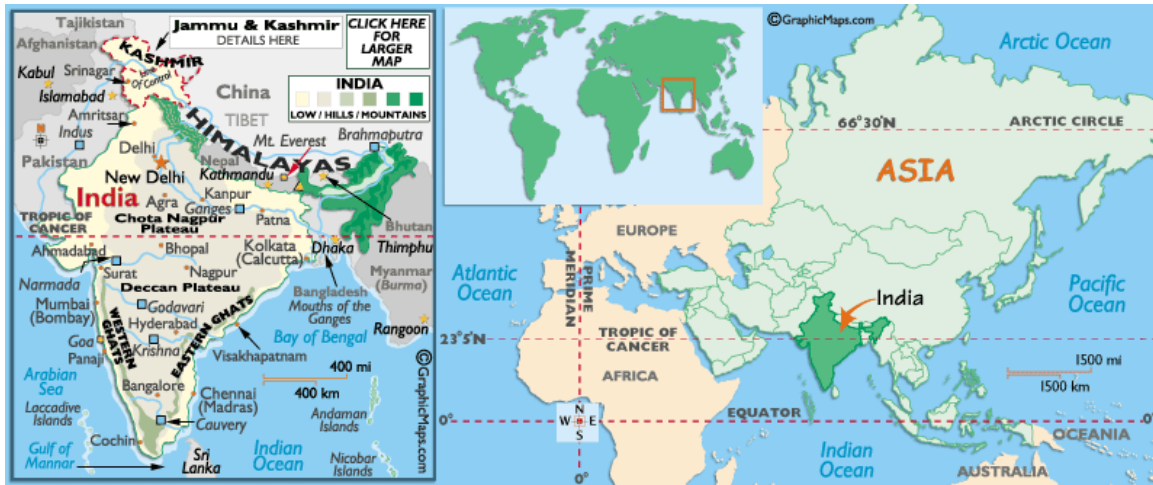 Tajikistan
Afghanistan
Kabul
Islamabad
Srinagar
KASHMIR
Line
Of Control
Jammu & Kashmir
DETAILS HERE
CLICK HERE
FOR
LARGER
MAP
INDIA
LOW / HILLS / MOUNTAINS
China
TIBET
Amritsar
N
Indus
Pakistan
HIMALAYAS
Mt. Everest
Brahmaputra
Delhi
New Delhi
Nepal
Kathmandu
India
Agra
Kanpur
Ganges
Patna
Chota Nagpur
Plateau
Bhutan
Thimphu
TROPIC OF
CANCER
Ahmadabad
Bhopal
Kolkata
(Calcutta)
Dhaka
Surat
Nagpur
Narmada
Deccan Plateau
Myanmar
(Burma)
Bangladesh
Mouths of the
Ganges
Mumbai
(Bombay)
Godavari
Hyderabad
WESTERN
GHATS
EASTERN GHATS
Bay of Bengal
Rangoon
Goa
Panaji
Krishna
Visakhapatnam
Arabian
Sea
Bangalore
Chennai
(Madras)
400 mi
400 km
Laccadive
Islands
Cauvery
Andaman
Islands
Cochin
Gulf of
Mannar
Sri
Lanka
Indian
Ocean
Nicobar
Islands
©GraphicMaps.com
©GraphicMaps.com
Arctic Ocean
66°30'N
ARCTIC CIRCLE
ASIA
EUROPE
Atlantic
Ocean
PRIME
MERIDIAN
Pacific
Ocean
India
23°5'N
TROPIC OF
CANCER
AFRICA
1500 mi
1500 km
0°
N
W E
S
EQUATOR
0°
Indian
Ocean
OCEANIA
AUSTRALIA
0°
©GraphicMaps.com